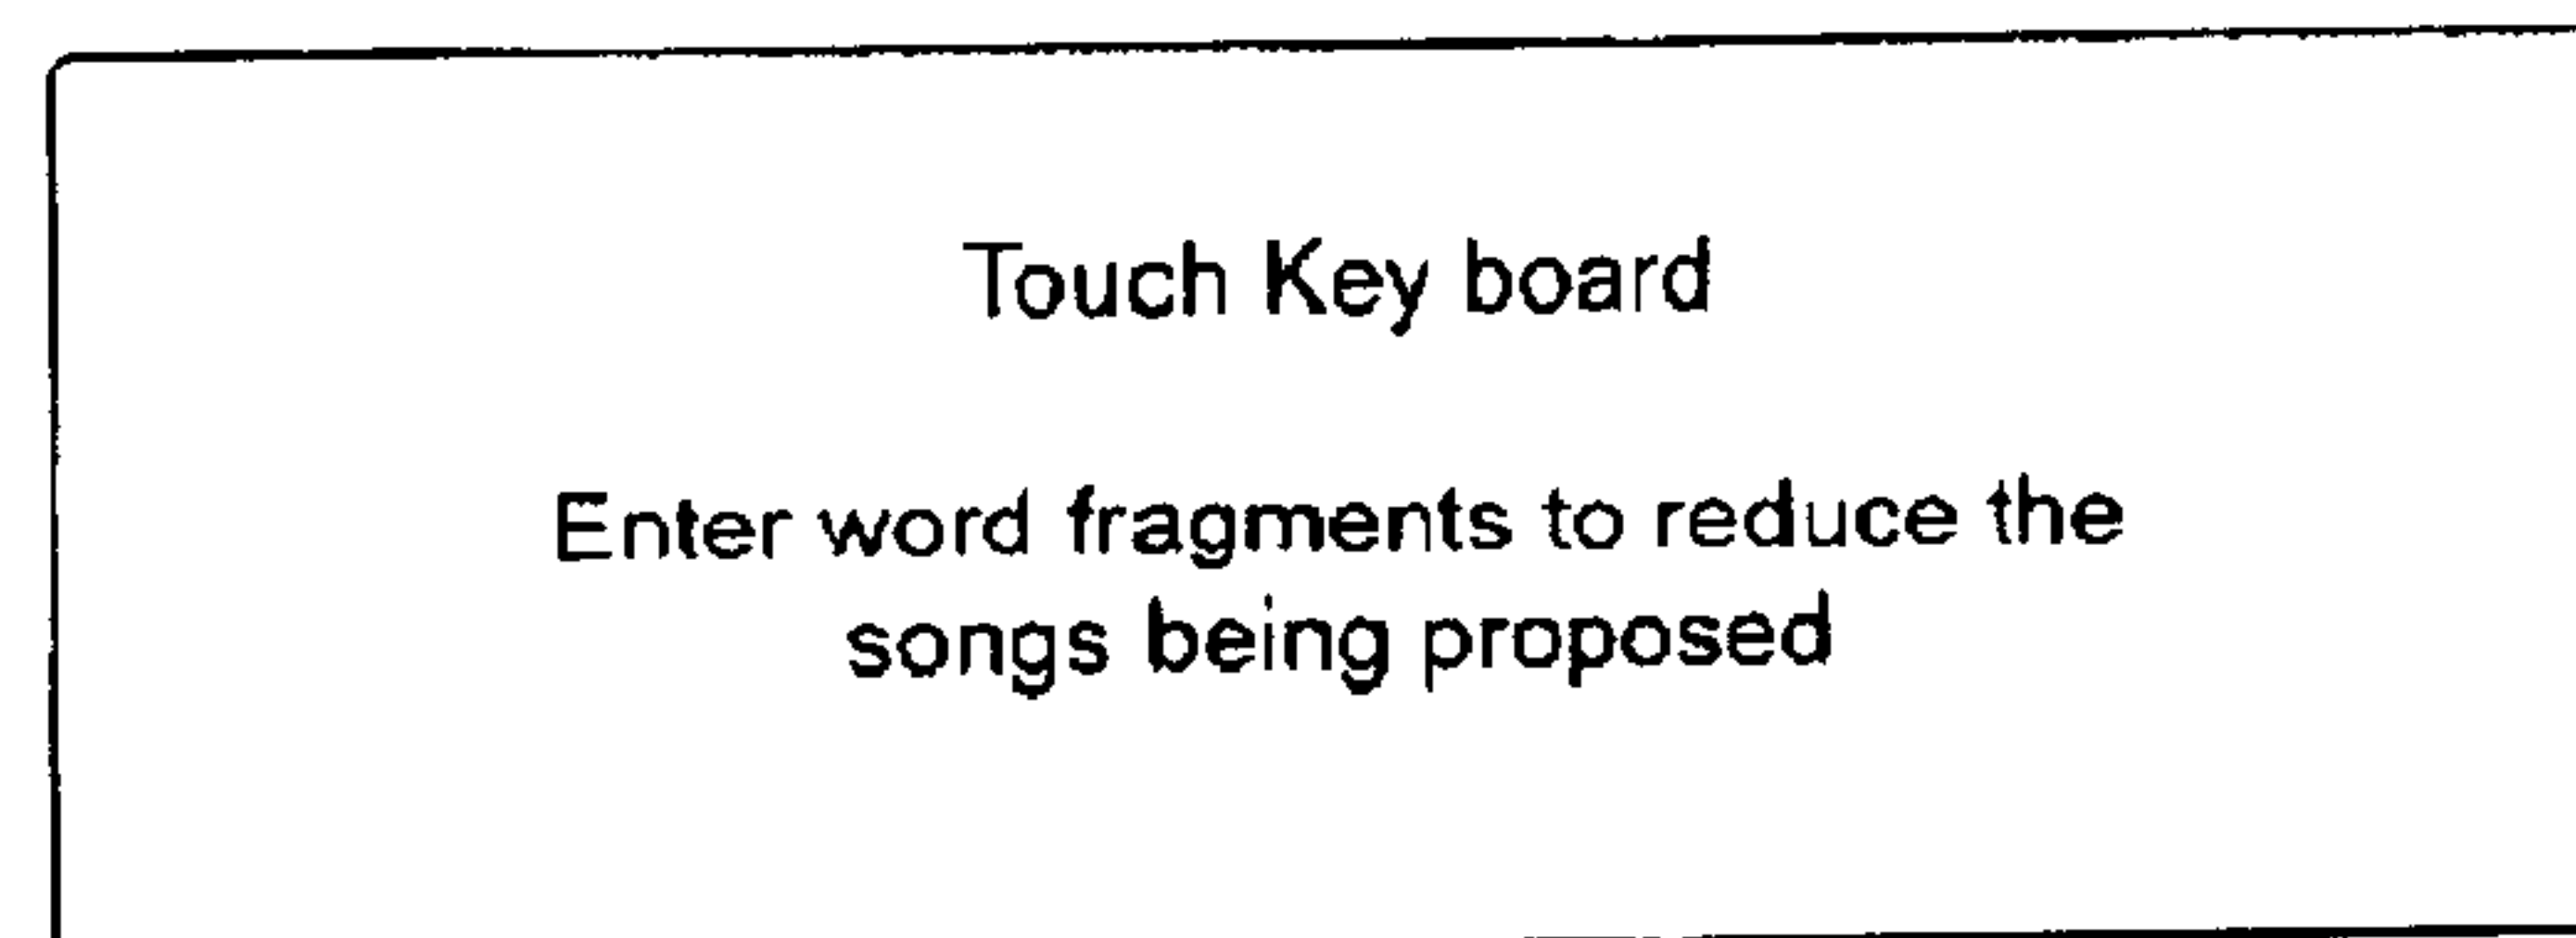 Touch Key board
Enter word fragments to reduce the
songs being proposed